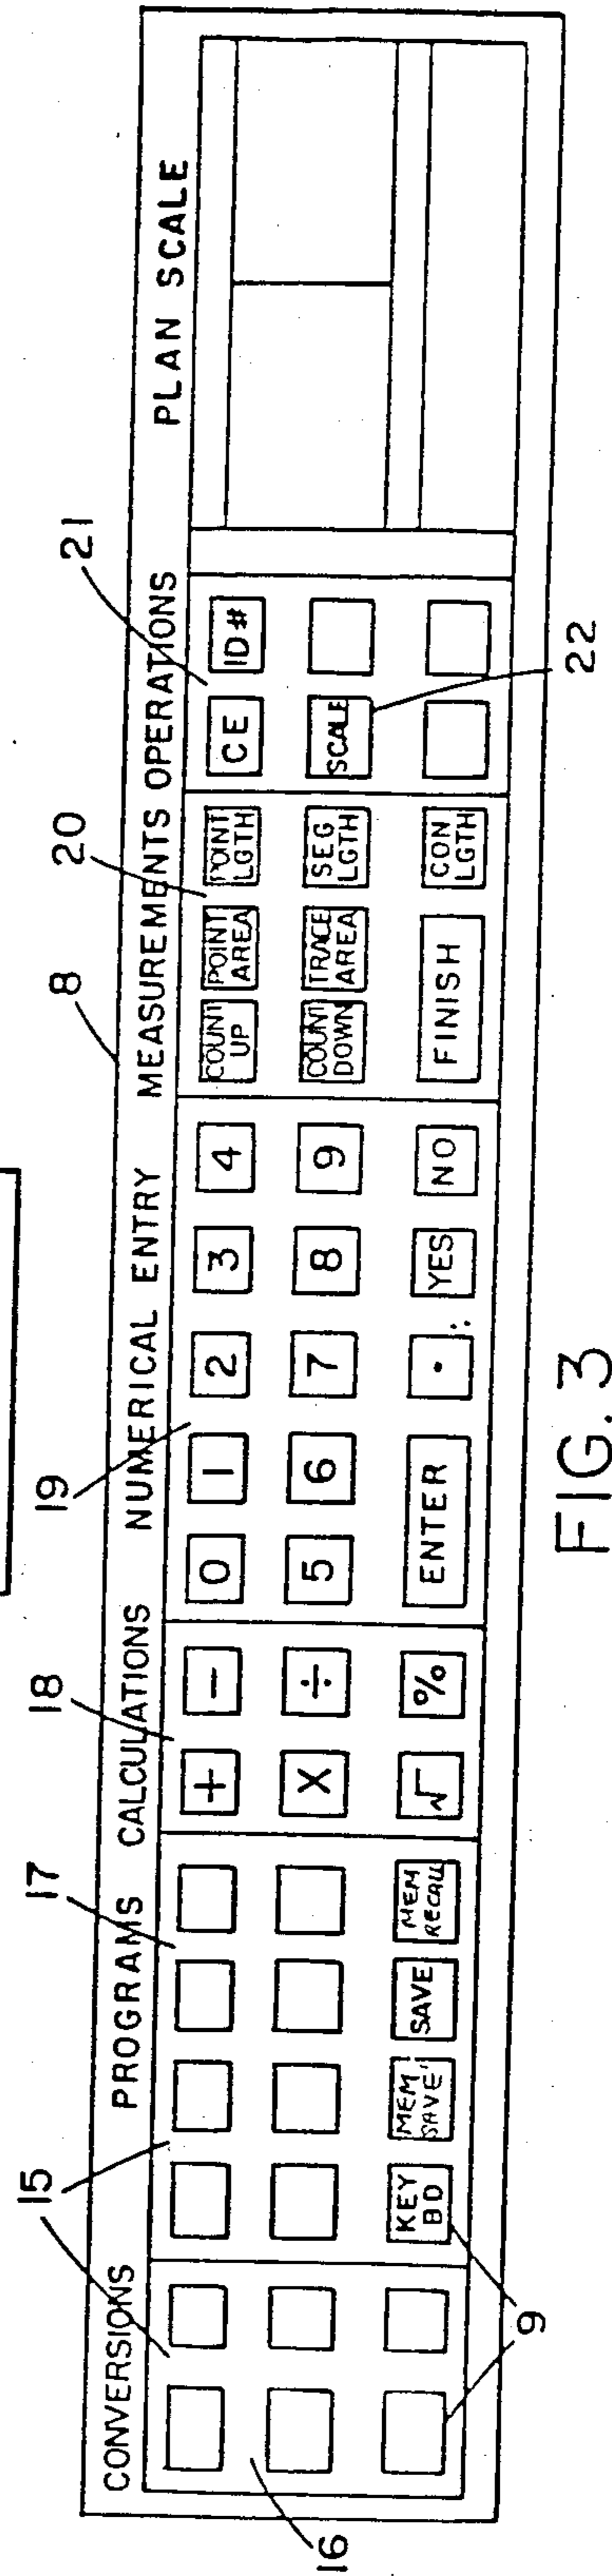 8
15 17 18 19 20 21
CONVERSIONS PROGRAMS CALCULATIONS NUMERICAL ENTRY MEASUREMENTS OPERATIONS PLAN SCALE
+ − 0 1 2 3 4 COUNT UP POINT AREA POINT LGTH CE ID#
X ÷ 5 6 7 8 9 COUNT DOWN TRACE AREA SEG LGTH SCALE
KEY BD MEM SAVE SAVE MEM RECALL √ % ENTER . YES NO FINISH CON LGTH
16 9 22
FIG. 3